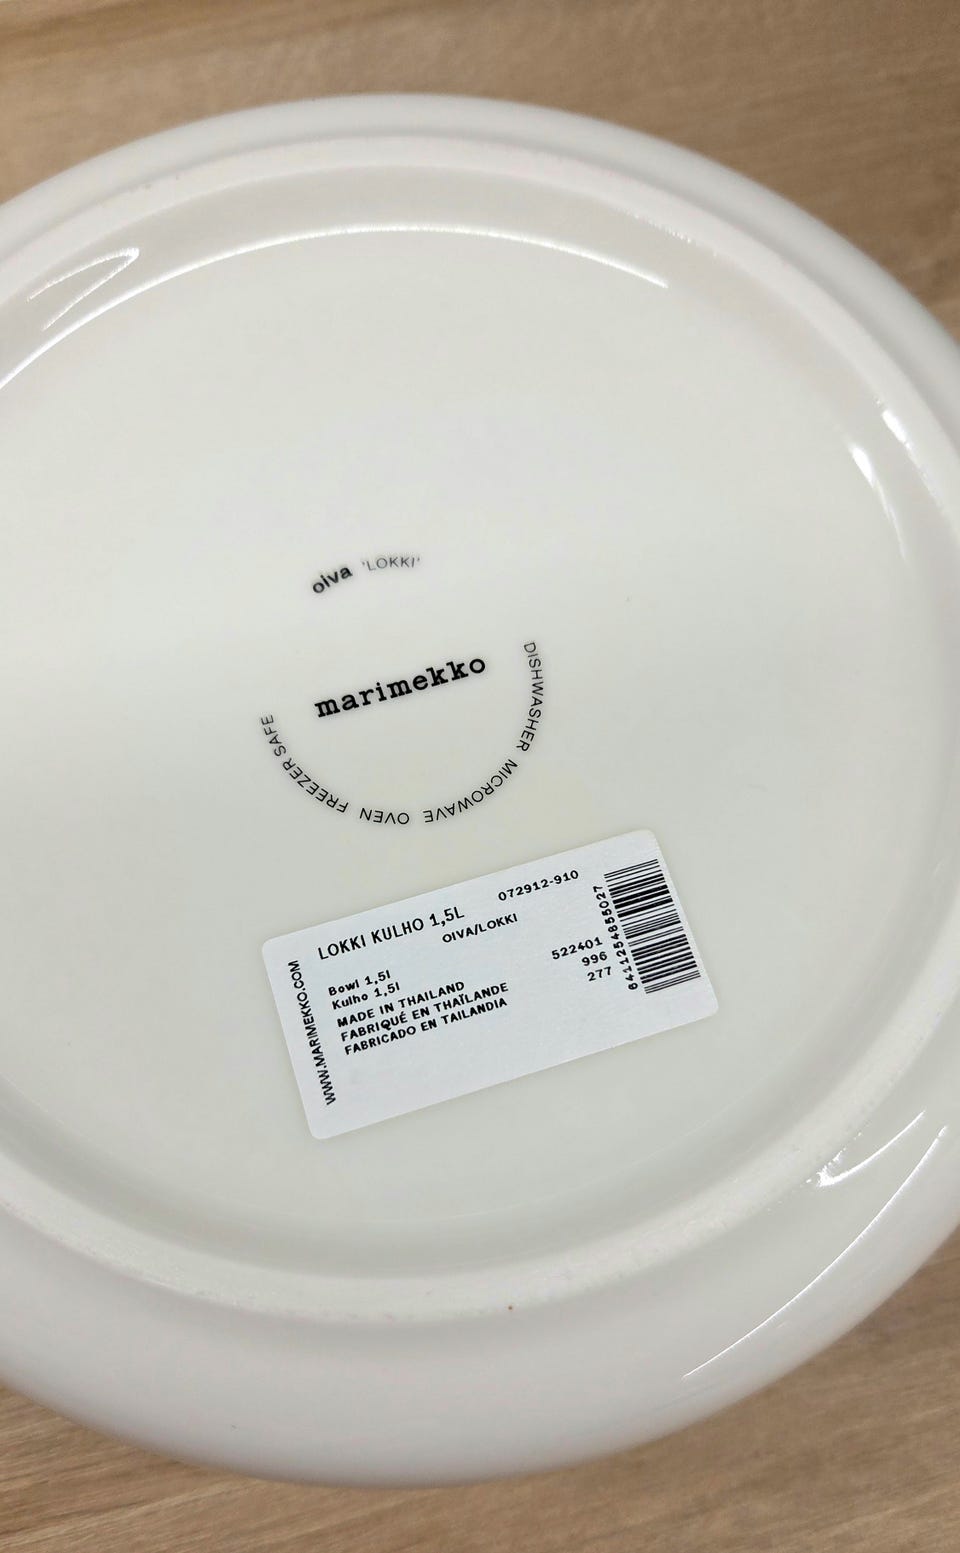 oiva 'LOKKI'
marimekko
DISHWASHER MICROWAVE OVEN FREEZER SAFE
WWW.MARIMEKKO.COM
LOKKI KULHO 1,5L
072912-910
OIVA/LOKKI
Bowl 1,5l
Kulho 1,5l
MADE IN THAILAND
FABRIQUÉ EN THAÏLANDE
FABRICADO EN TAILANDIA
522401
996
277
6411254855027